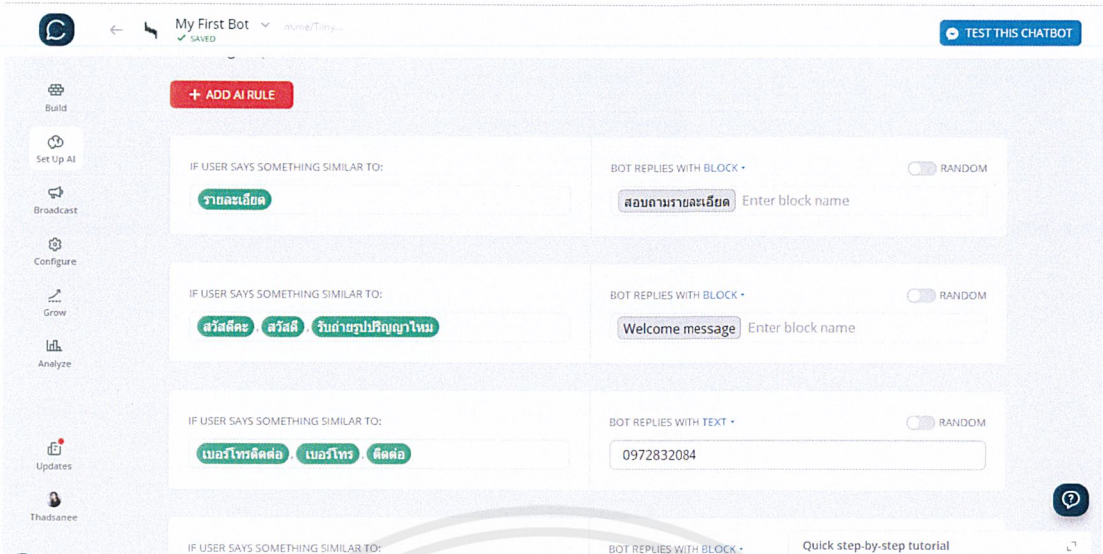 My First Bot
SAVED
TEST THIS CHATBOT
+ ADD AI RULE
Build
Set Up AI
Broadcast
Configure
Grow
Analyze
Updates
Thadsanee
IF USER SAYS SOMETHING SIMILAR TO:
BOT REPLIES WITH BLOCK
RANDOM
รายละเอียด
สอบถามรายละเอียด Enter block name
IF USER SAYS SOMETHING SIMILAR TO:
BOT REPLIES WITH BLOCK
RANDOM
สวัสดีคะ , สวัสดี , รับถ่ายรูปปริญญาไหม
Welcome message Enter block name
IF USER SAYS SOMETHING SIMILAR TO:
BOT REPLIES WITH TEXT
RANDOM
เบอร์โทรติดต่อ , เบอร์โทร , ติดต่อ
0972832084
IF USER SAYS SOMETHING SIMILAR TO:
BOT REPLIES WITH BLOCK
Quick step-by-step tutorial